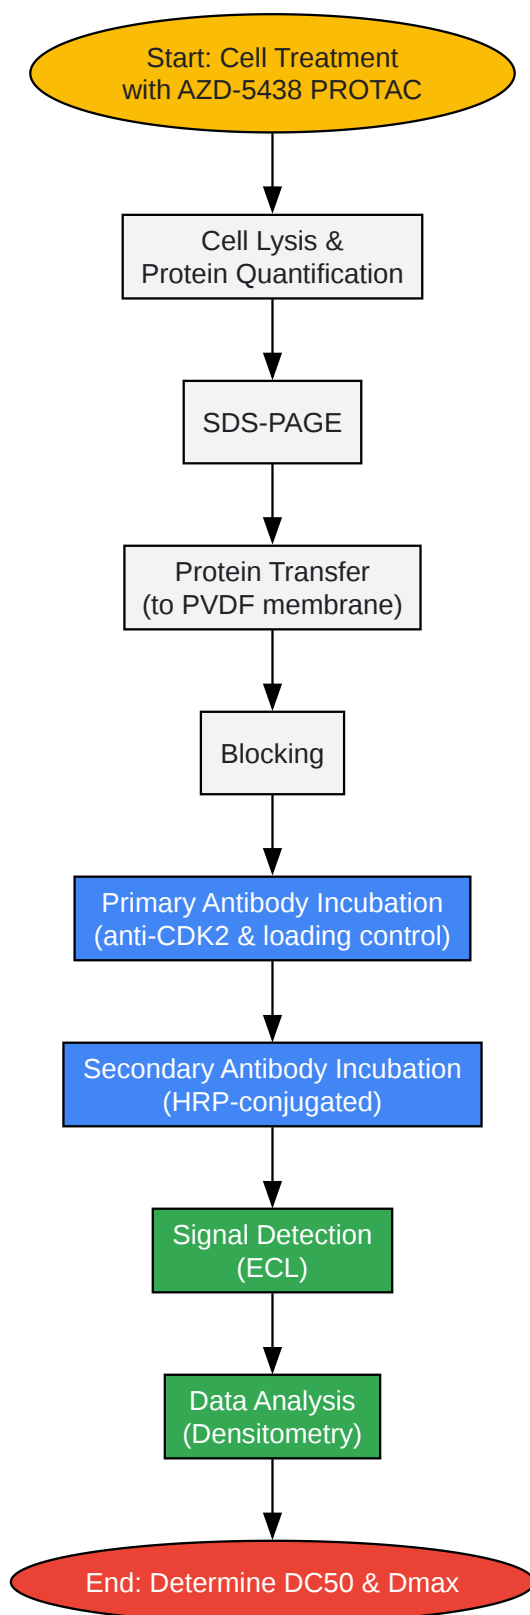 Start: Cell Treatment
with AZD-5438 PROTAC
Cell Lysis &
Protein Quantification
SDS-PAGE
Protein Transfer
(to PVDF membrane)
Blocking
Primary Antibody Incubation
(anti-CDK2 & loading control)
Secondary Antibody Incubation
(HRP-conjugated)
Signal Detection
(ECL)
Data Analysis
(Densitometry)
End: Determine DC50 & Dmax